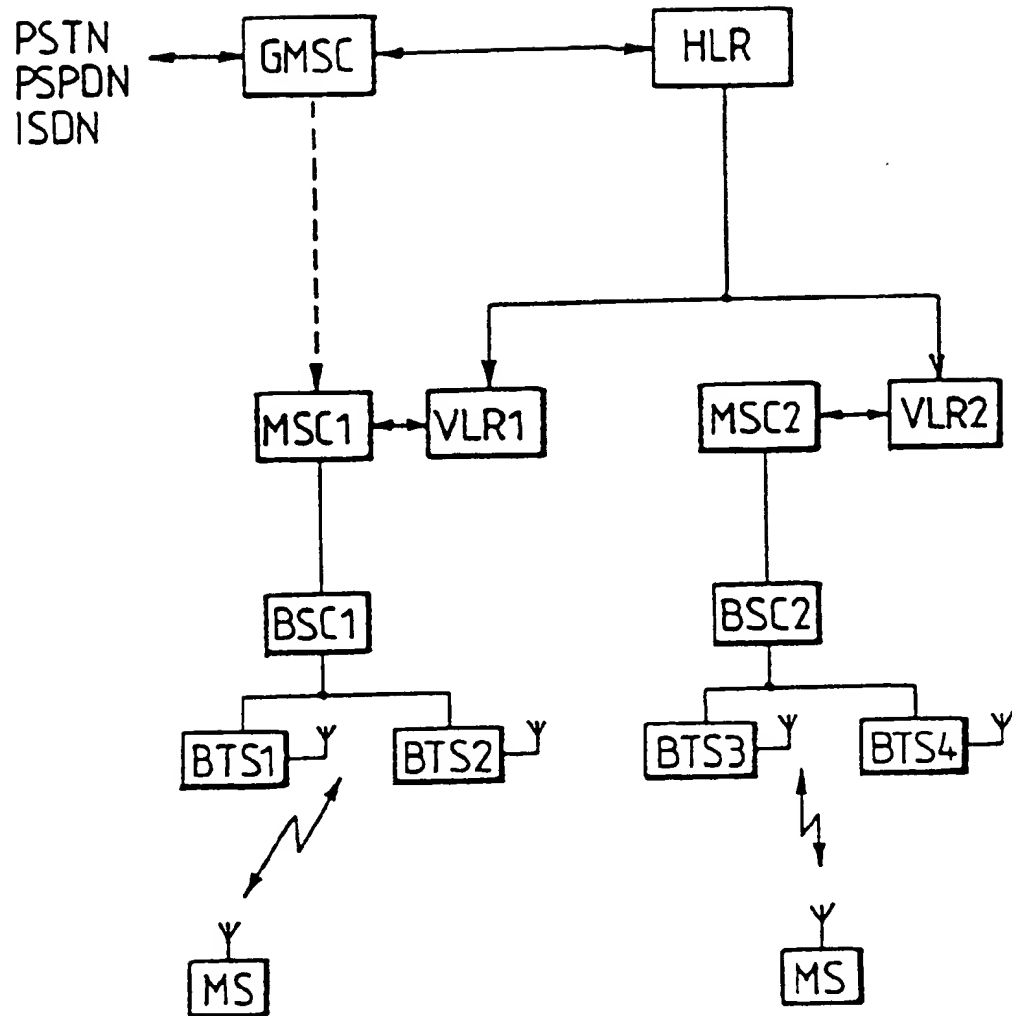 PSTN
PSPDN
ISDN
GMSC
HLR
MSC1
VLR1
MSC2
VLR2
BSC1
BSC2
BTS1
BTS2
BTS3
BTS4
MS
MS